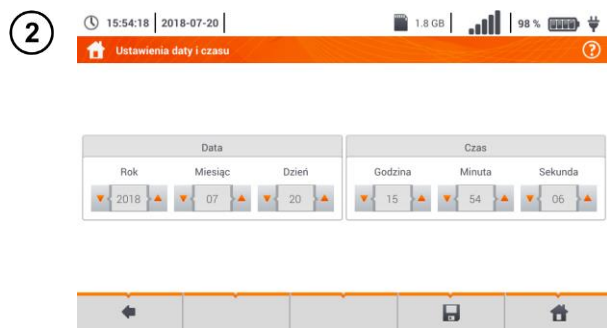 2
15:54:18 2018-07-20 1.8 GB 98 %
Ustawienia daty i czasu ?
Data Czas
Rok Miesiąc Dzień Godzina Minuta Sekunda
2018 07 20 15 54 06